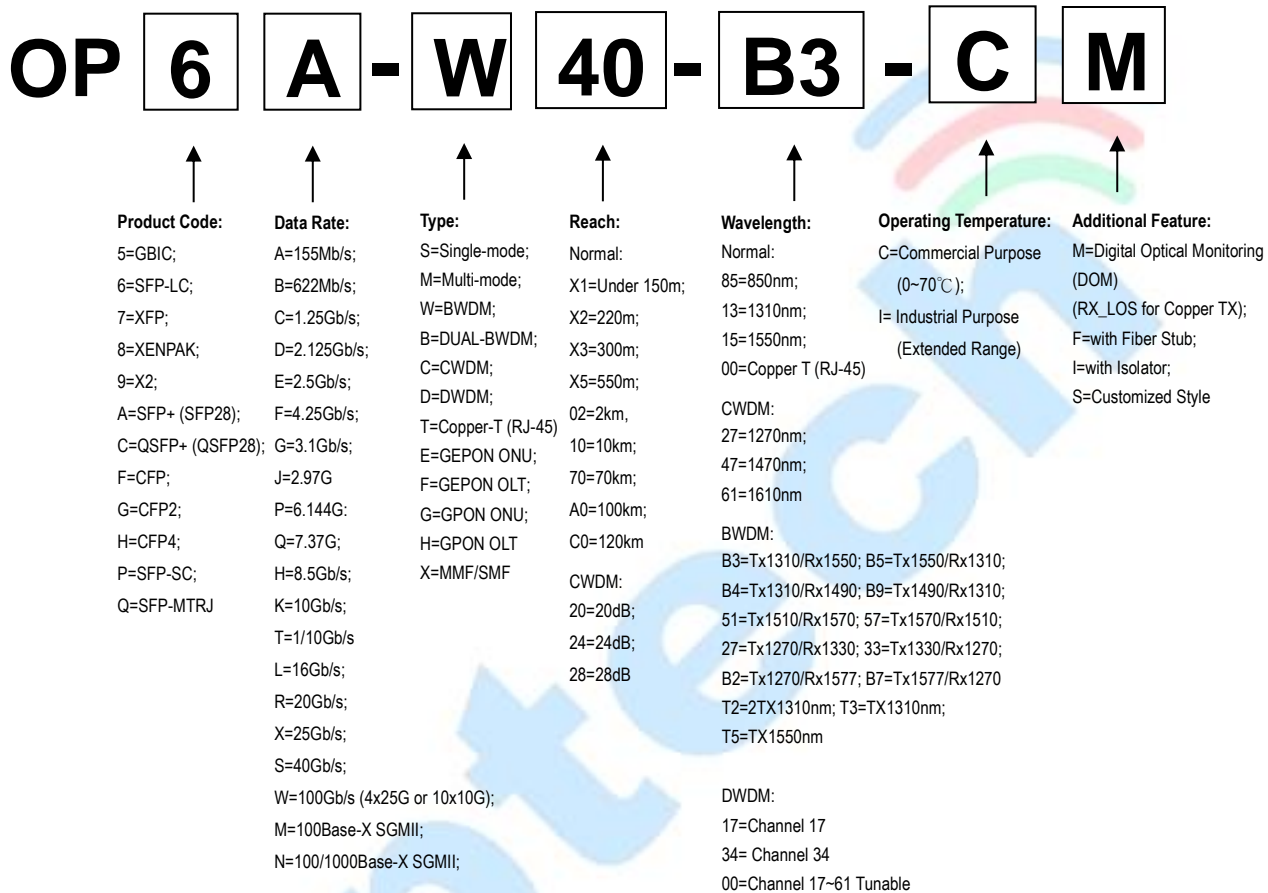 OP 6 A - W 40 - B3 - C M
Product Code:
5=GBIC;
6=SFP-LC;
7=XFP;
8=XENPAK;
9=X2;
A=SFP+ (SFP28);
C=QSFP+ (QSFP28);
F=CFP;
G=CFP2;
H=CFP4;
P=SFP-SC;
Q=SFP-MTRJ
Data Rate:
A=155Mb/s;
B=622Mb/s;
C=1.25Gb/s;
D=2.125Gb/s;
E=2.5Gb/s;
F=4.25Gb/s;
G=3.1Gb/s;
J=2.97G
P=6.144G:
Q=7.37G;
H=8.5Gb/s;
K=10Gb/s;
T=1/10Gb/s
L=16Gb/s;
R=20Gb/s;
X=25Gb/s;
S=40Gb/s;
W=100Gb/s (4x25G or 10x10G);
M=100Base-X SGMII;
N=100/1000Base-X SGMII;
Type:
S=Single-mode;
M=Multi-mode;
W=BWDM;
B=DUAL-BWDM;
C=CWDM;
D=DWDM;
T=Copper-T (RJ-45)
E=GEPON ONU;
F=GEPON OLT;
G=GPON ONU;
H=GPON OLT
X=MMF/SMF
Reach:
Normal:
X1=Under 150m;
X2=220m;
X3=300m;
X5=550m;
02=2km,
10=10km;
70=70km;
A0=100km;
C0=120km
CWDM:
20=20dB;
24=24dB;
28=28dB
Wavelength:
Normal:
85=850nm;
13=1310nm;
15=1550nm;
00=Copper T (RJ-45)
CWDM:
27=1270nm;
47=1470nm;
61=1610nm
BWDM:
B3=Tx1310/Rx1550; B5=Tx1550/Rx1310;
B4=Tx1310/Rx1490; B9=Tx1490/Rx1310;
51=Tx1510/Rx1570; 57=Tx1570/Rx1510;
27=Tx1270/Rx1330; 33=Tx1330/Rx1270;
B2=Tx1270/Rx1577; B7=Tx1577/Rx1270
T2=2TX1310nm; T3=TX1310nm;
T5=TX1550nm
DWDM:
17=Channel 17
34= Channel 34
00=Channel 17~61 Tunable
Operating Temperature:
C=Commercial Purpose
(0~70℃);
I= Industrial Purpose
(Extended Range)
Additional Feature:
M=Digital Optical Monitoring
(DOM)
(RX_LOS for Copper TX);
F=with Fiber Stub;
I=with Isolator;
S=Customized Style